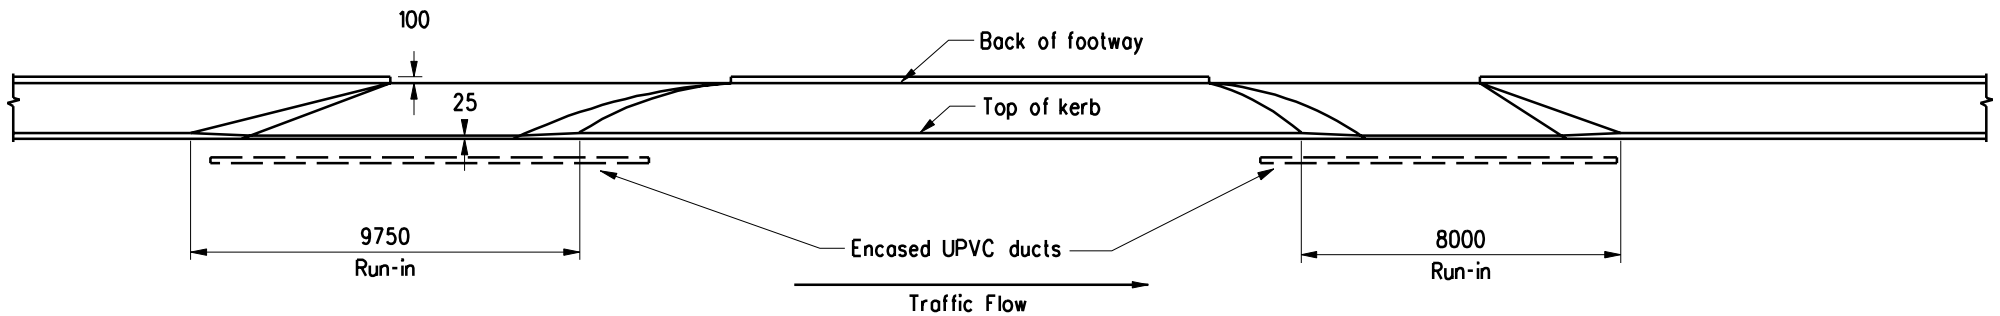 100
Back of footway
25
Top of kerb
9750
Run-in
Encased UPVC ducts
8000
Run-in
Traffic Flow